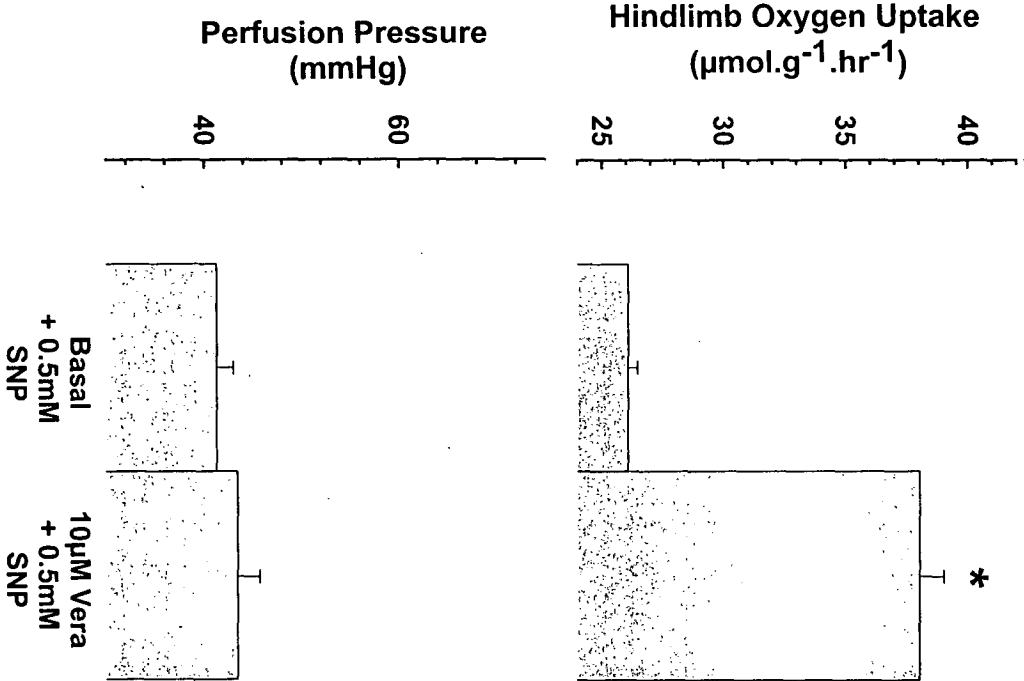 Hindlimb Oxygen Uptake
(µmol.g-1.hr-1)
40
35
30
25
*
Perfusion Pressure
(mmHg)
60
40
Basal
+ 0.5mM
SNP
10µM Vera
+ 0.5mM
SNP